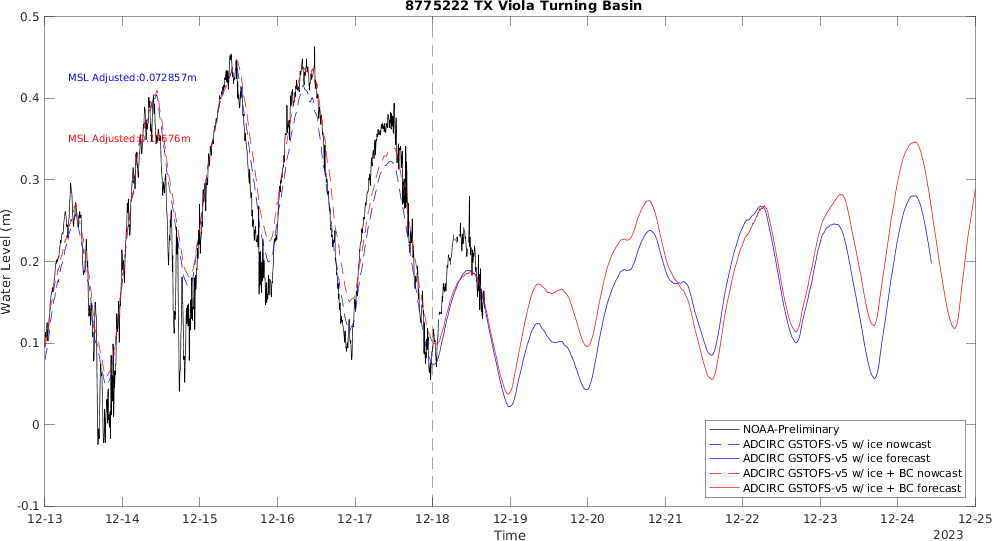 8775222 TX Viola Turning Basin
0.5
0.4
0.3
0.2
0.1
0
-0.1
Water Level (m)
MSL Adjusted:0.072857m
MSL
12-13 12-14 12-15 12-16 12-17 12-18 12-19 12-20 12-21 12-22 12-23 12-24 12-25
Time
2023
NOAA-Preliminary
ADCIRC GSTOFS-v5 w/ ice nowcast
ADCIRC GSTOFS-v5 w/ ice forecast
ADCIRC GSTOFS-v5 w/ ice + BC nowcast
ADCIRC GSTOFS-v5 w/ ice + BC forecast